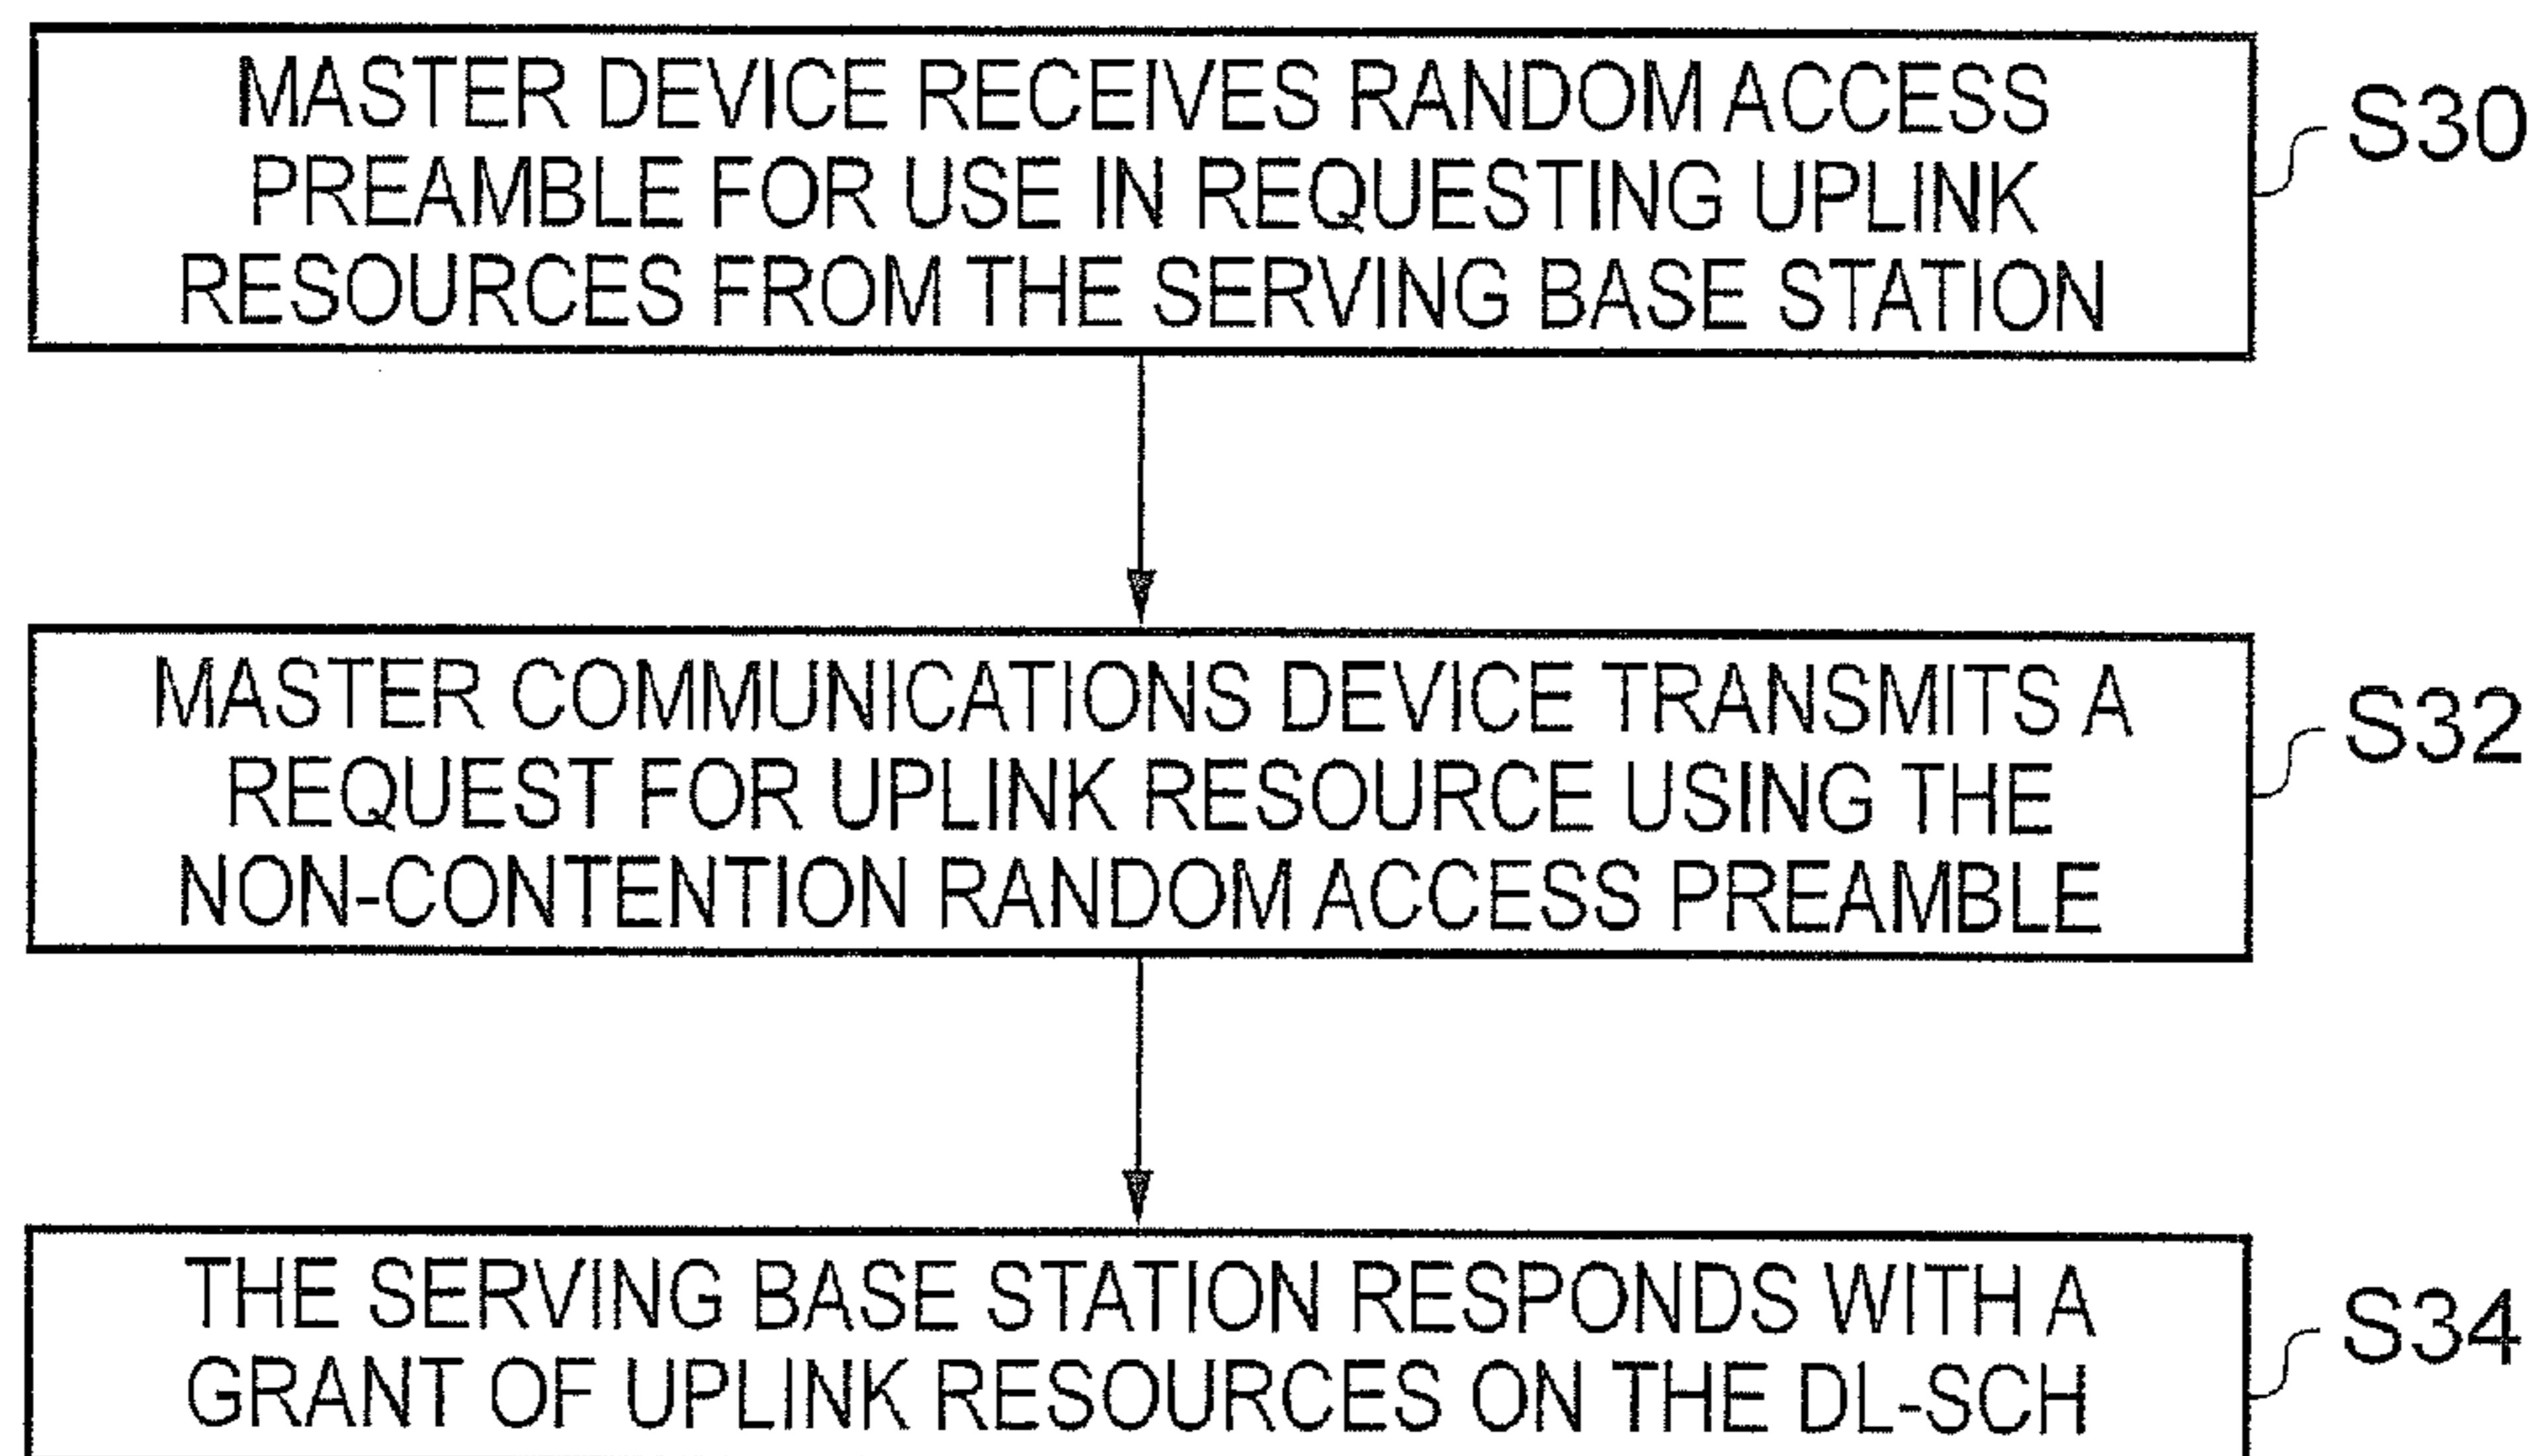 MASTER DEVICE RECEIVES RANDOM ACCESS
PREAMBLE FOR USE IN REQUESTING UPLINK
RESOURCES FROM THE SERVING BASE STATION
S30
MASTER COMMUNICATIONS DEVICE TRANSMITS A
REQUEST FOR UPLINK RESOURCE USING THE
NON-CONTENTION RANDOM ACCESS PREAMBLE
S32
THE SERVING BASE STATION RESPONDS WITH A
GRANT OF UPLINK RESOURCES ON THE DL-SCH
S34